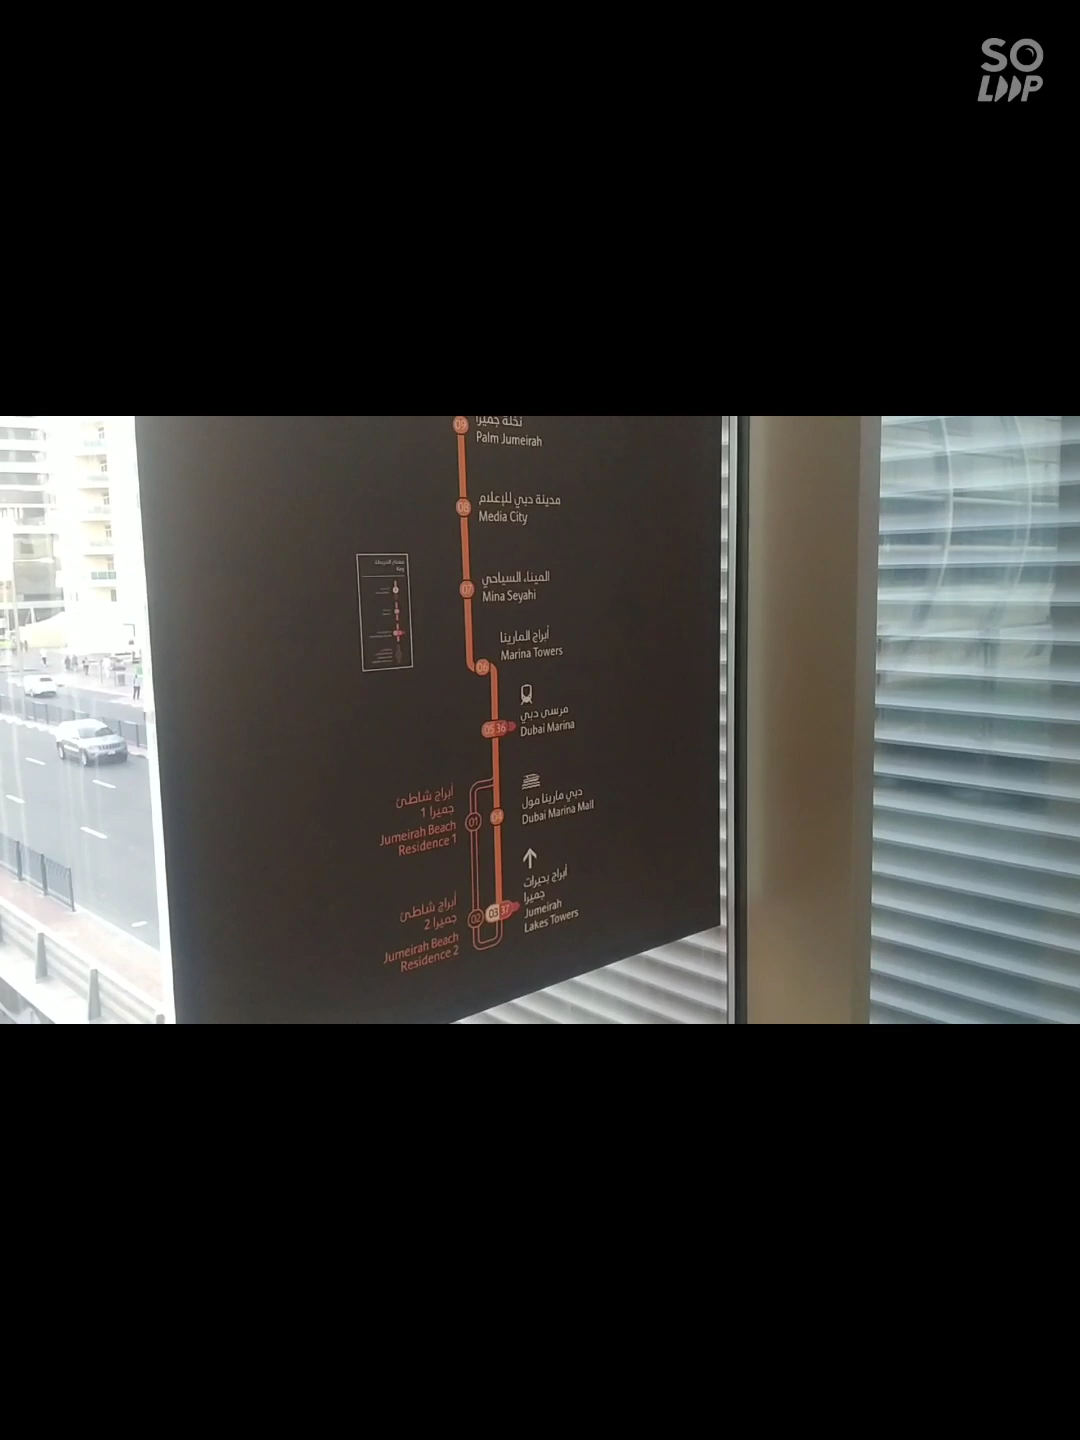 SO
LOOP
09
نخلة جميرا
Palm Jumeirah
08
مدينة دبي للإعلام
Media City
07
الميناء السياحي
Mina Seyahi
06
أبراج المارينا
Marina Towers
05 36
مرسى دبي
Dubai Marina
04
دبي مارينا مول
Dubai Marina Mall
01
أبراج شاطئ
جميرا 1
Jumeirah Beach
Residence 1
03 37
أبراج بحيرات
جميرا
Jumeirah
Lakes Towers
02
أبراج شاطئ
جميرا 2
Jumeirah Beach
Residence 2